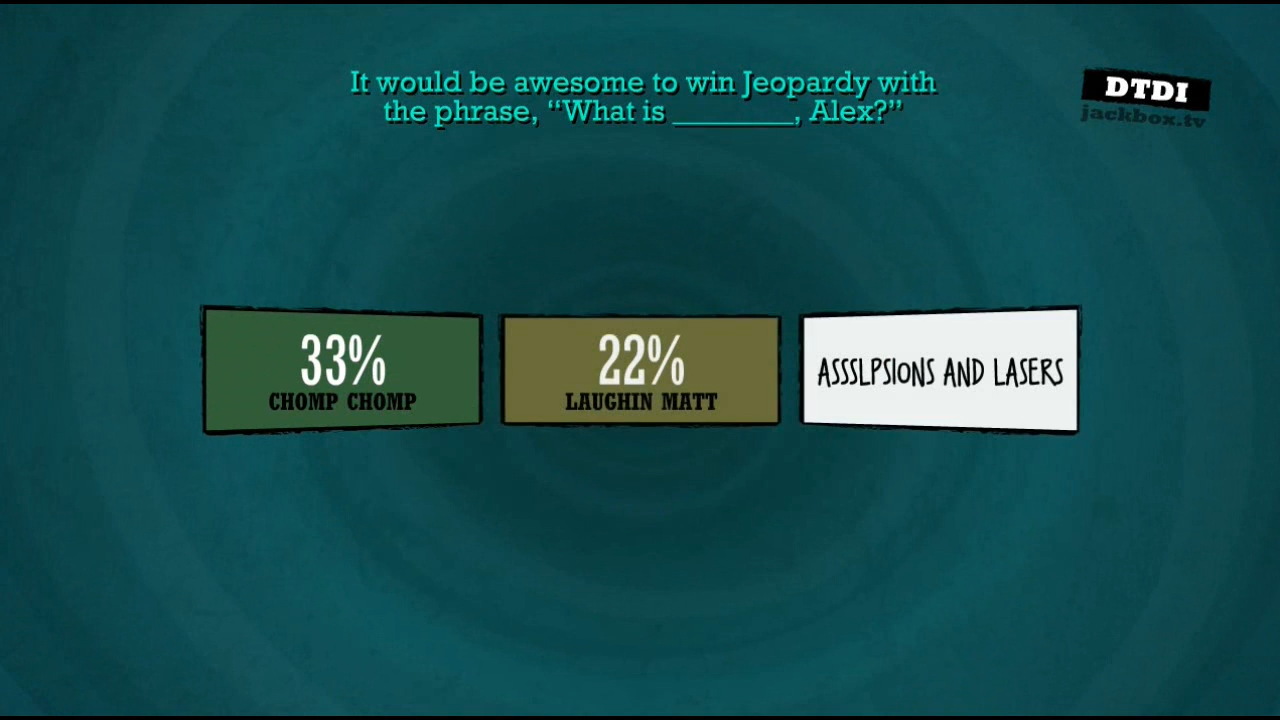 It would be awesome to win Jeopardy with
the phrase, “What is ________, Alex?”
DTDI
jackbox.tv
33%
CHOMP CHOMP
22%
LAUGHIN MATT
ASSSLPSIONS AND LASERS